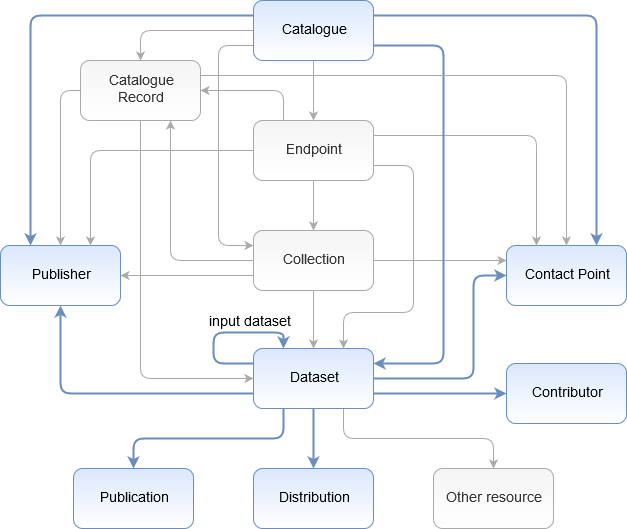 Catalogue
Catalogue
Record
Endpoint
Collection
Publisher
Contact Point
input dataset
Dataset
Contributor
Publication
Distribution
Other resource